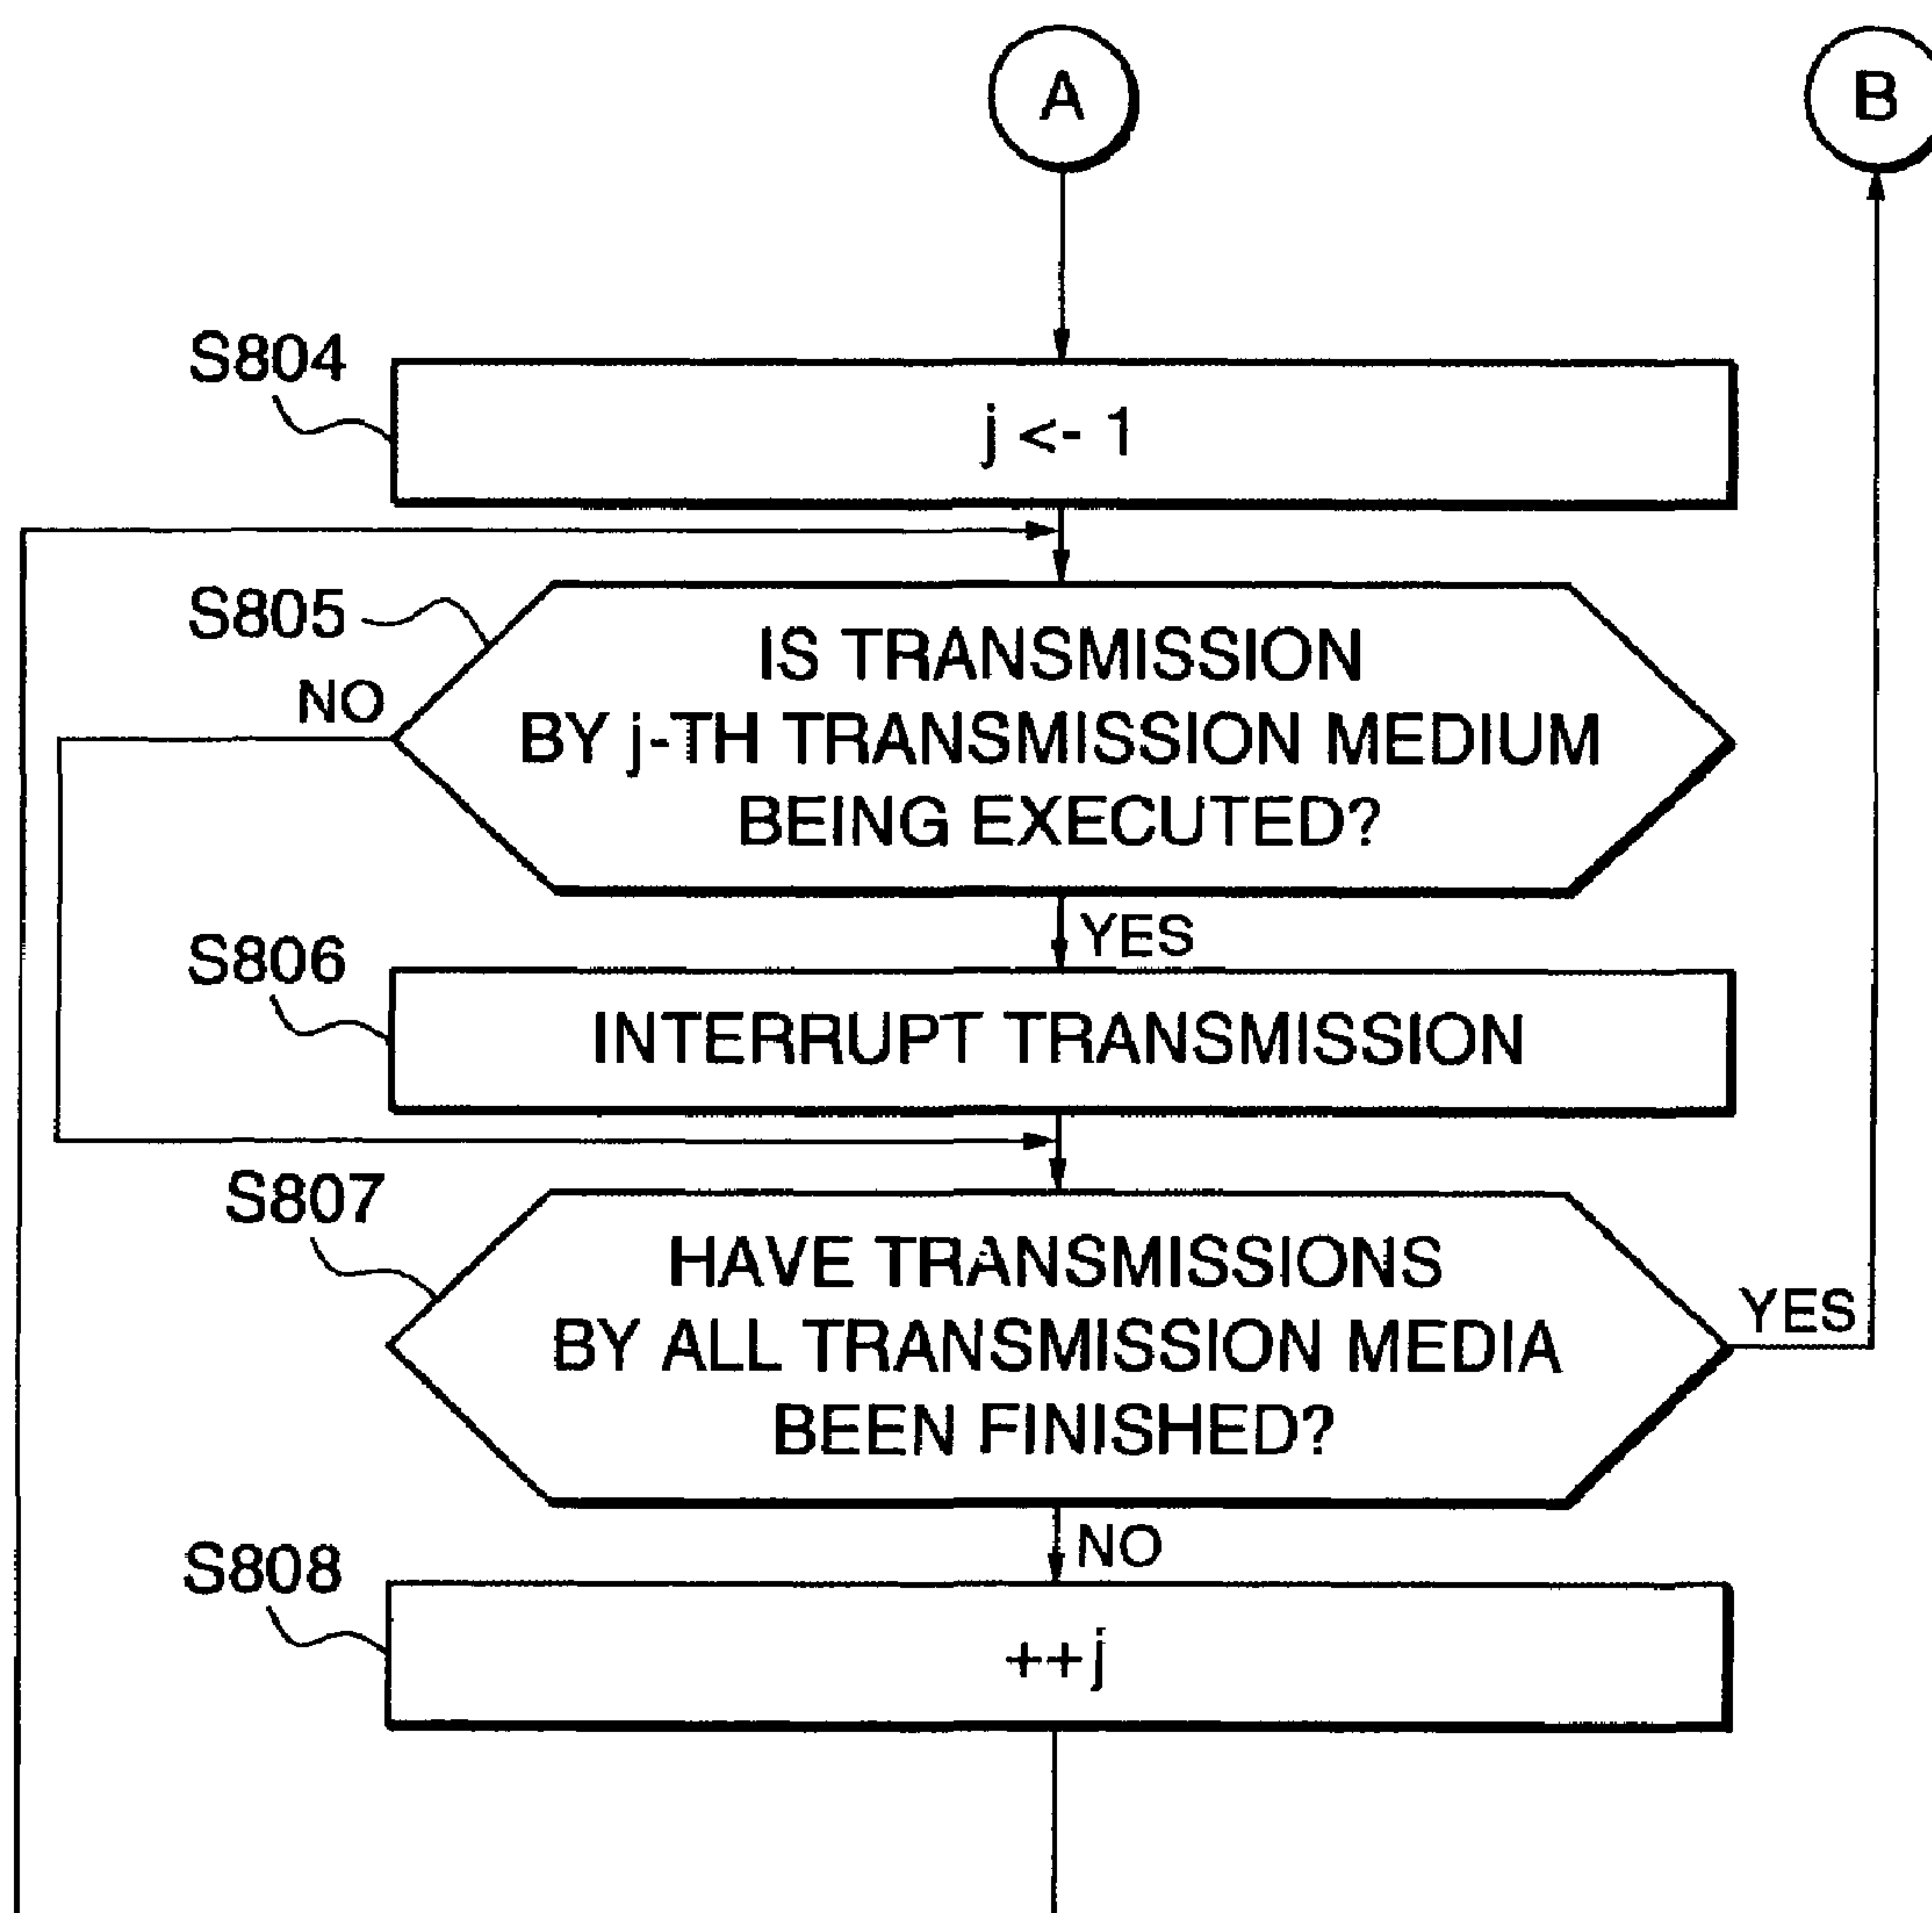 A
B
S804
j <- 1
S805
NO
IS TRANSMISSION
BY j-TH TRANSMISSION MEDIUM
BEING EXECUTED?
YES
S806
INTERRUPT TRANSMISSION
S807
HAVE TRANSMISSIONS
BY ALL TRANSMISSION MEDIA
BEEN FINISHED?
YES
NO
S808
++j